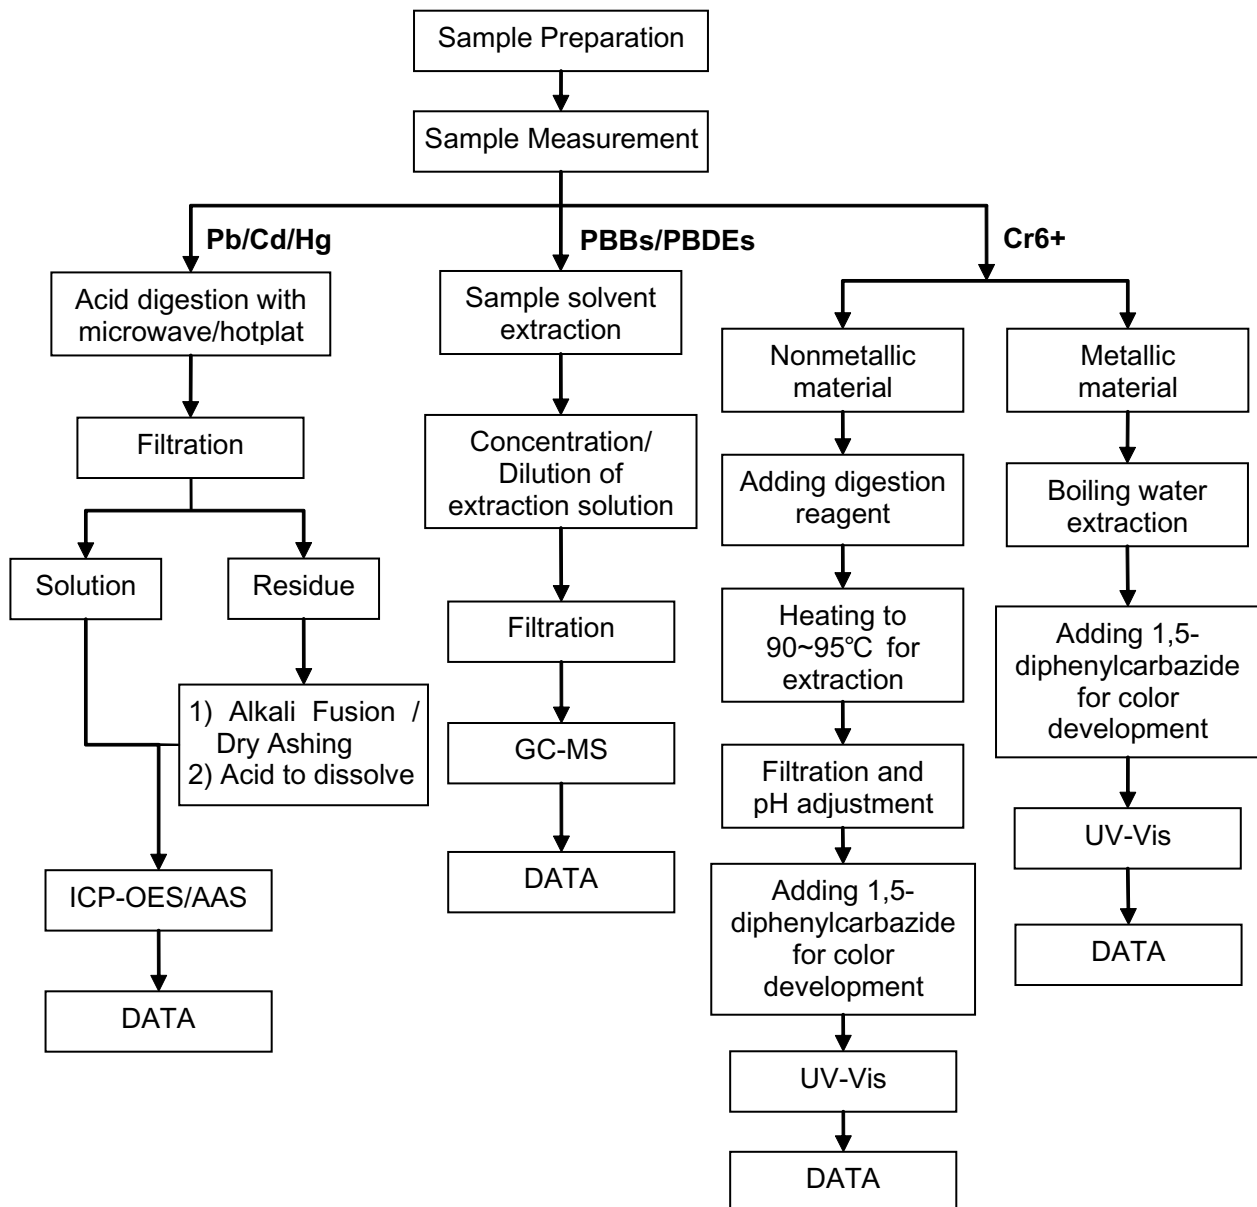 Sample Preparation
Sample Measurement
Pb/Cd/Hg
PBBs/PBDEs
Cr6+
Acid digestion with
microwave/hotplat
Filtration
Solution
Residue
1) Alkali Fusion /
Dry Ashing
2) Acid to dissolve
ICP-OES/AAS
DATA
Sample solvent
extraction
Concentration/
Dilution of
extraction solution
Filtration
GC-MS
DATA
Nonmetallic
material
Adding digestion
reagent
Heating to
90~95℃ for
extraction
Filtration and
pH adjustment
Adding 1,5-
diphenylcarbazide
for color
development
UV-Vis
DATA
Metallic
material
Boiling water
extraction
Adding 1,5-
diphenylcarbazide
for color
development
UV-Vis
DATA